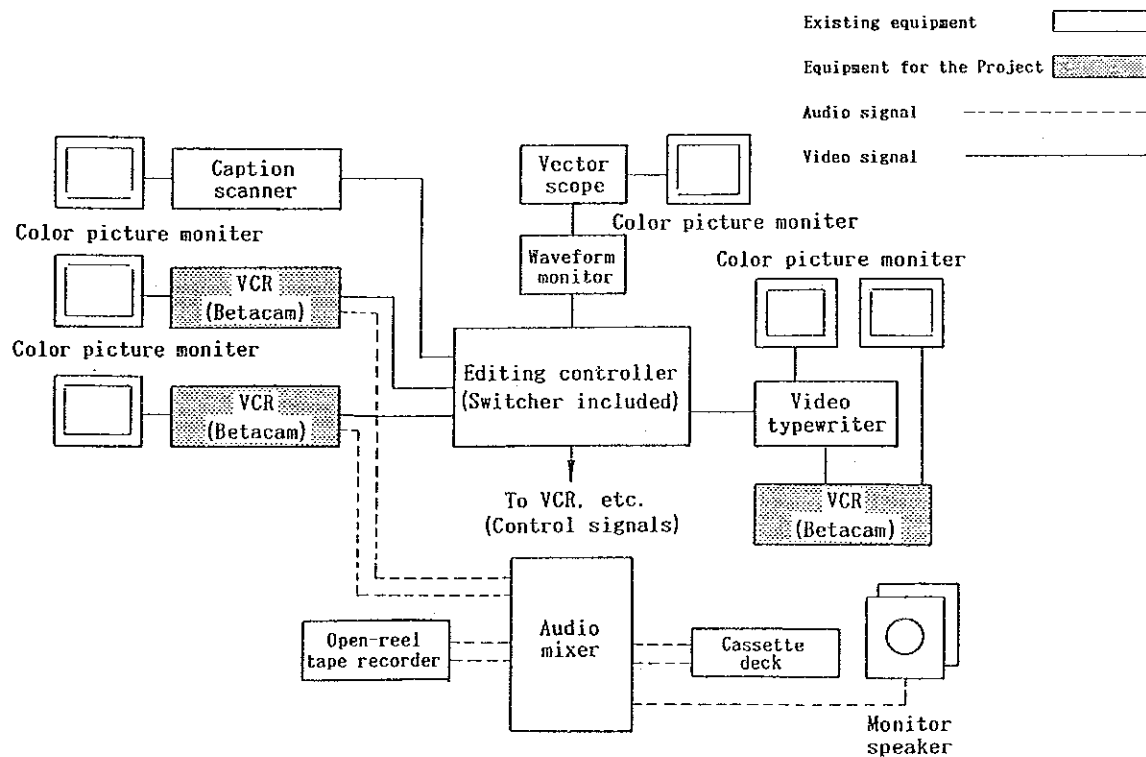 Existing equipment
Equipment for the Project
Audio signal
Video signal
Caption
scanner
Color picture moniter
VCR
(Betacam)
Color picture moniter
VCR
(Betacam)
Vector
scope
Color picture moniter
Waveform
monitor
Color picture moniter
Editing controller
(Switcher included)
Video
typewriter
VCR
(Betacam)
To VCR, etc.
(Control signals)
Audio
mixer
Open-reel
tape recorder
Cassette
deck
Monitor
speaker